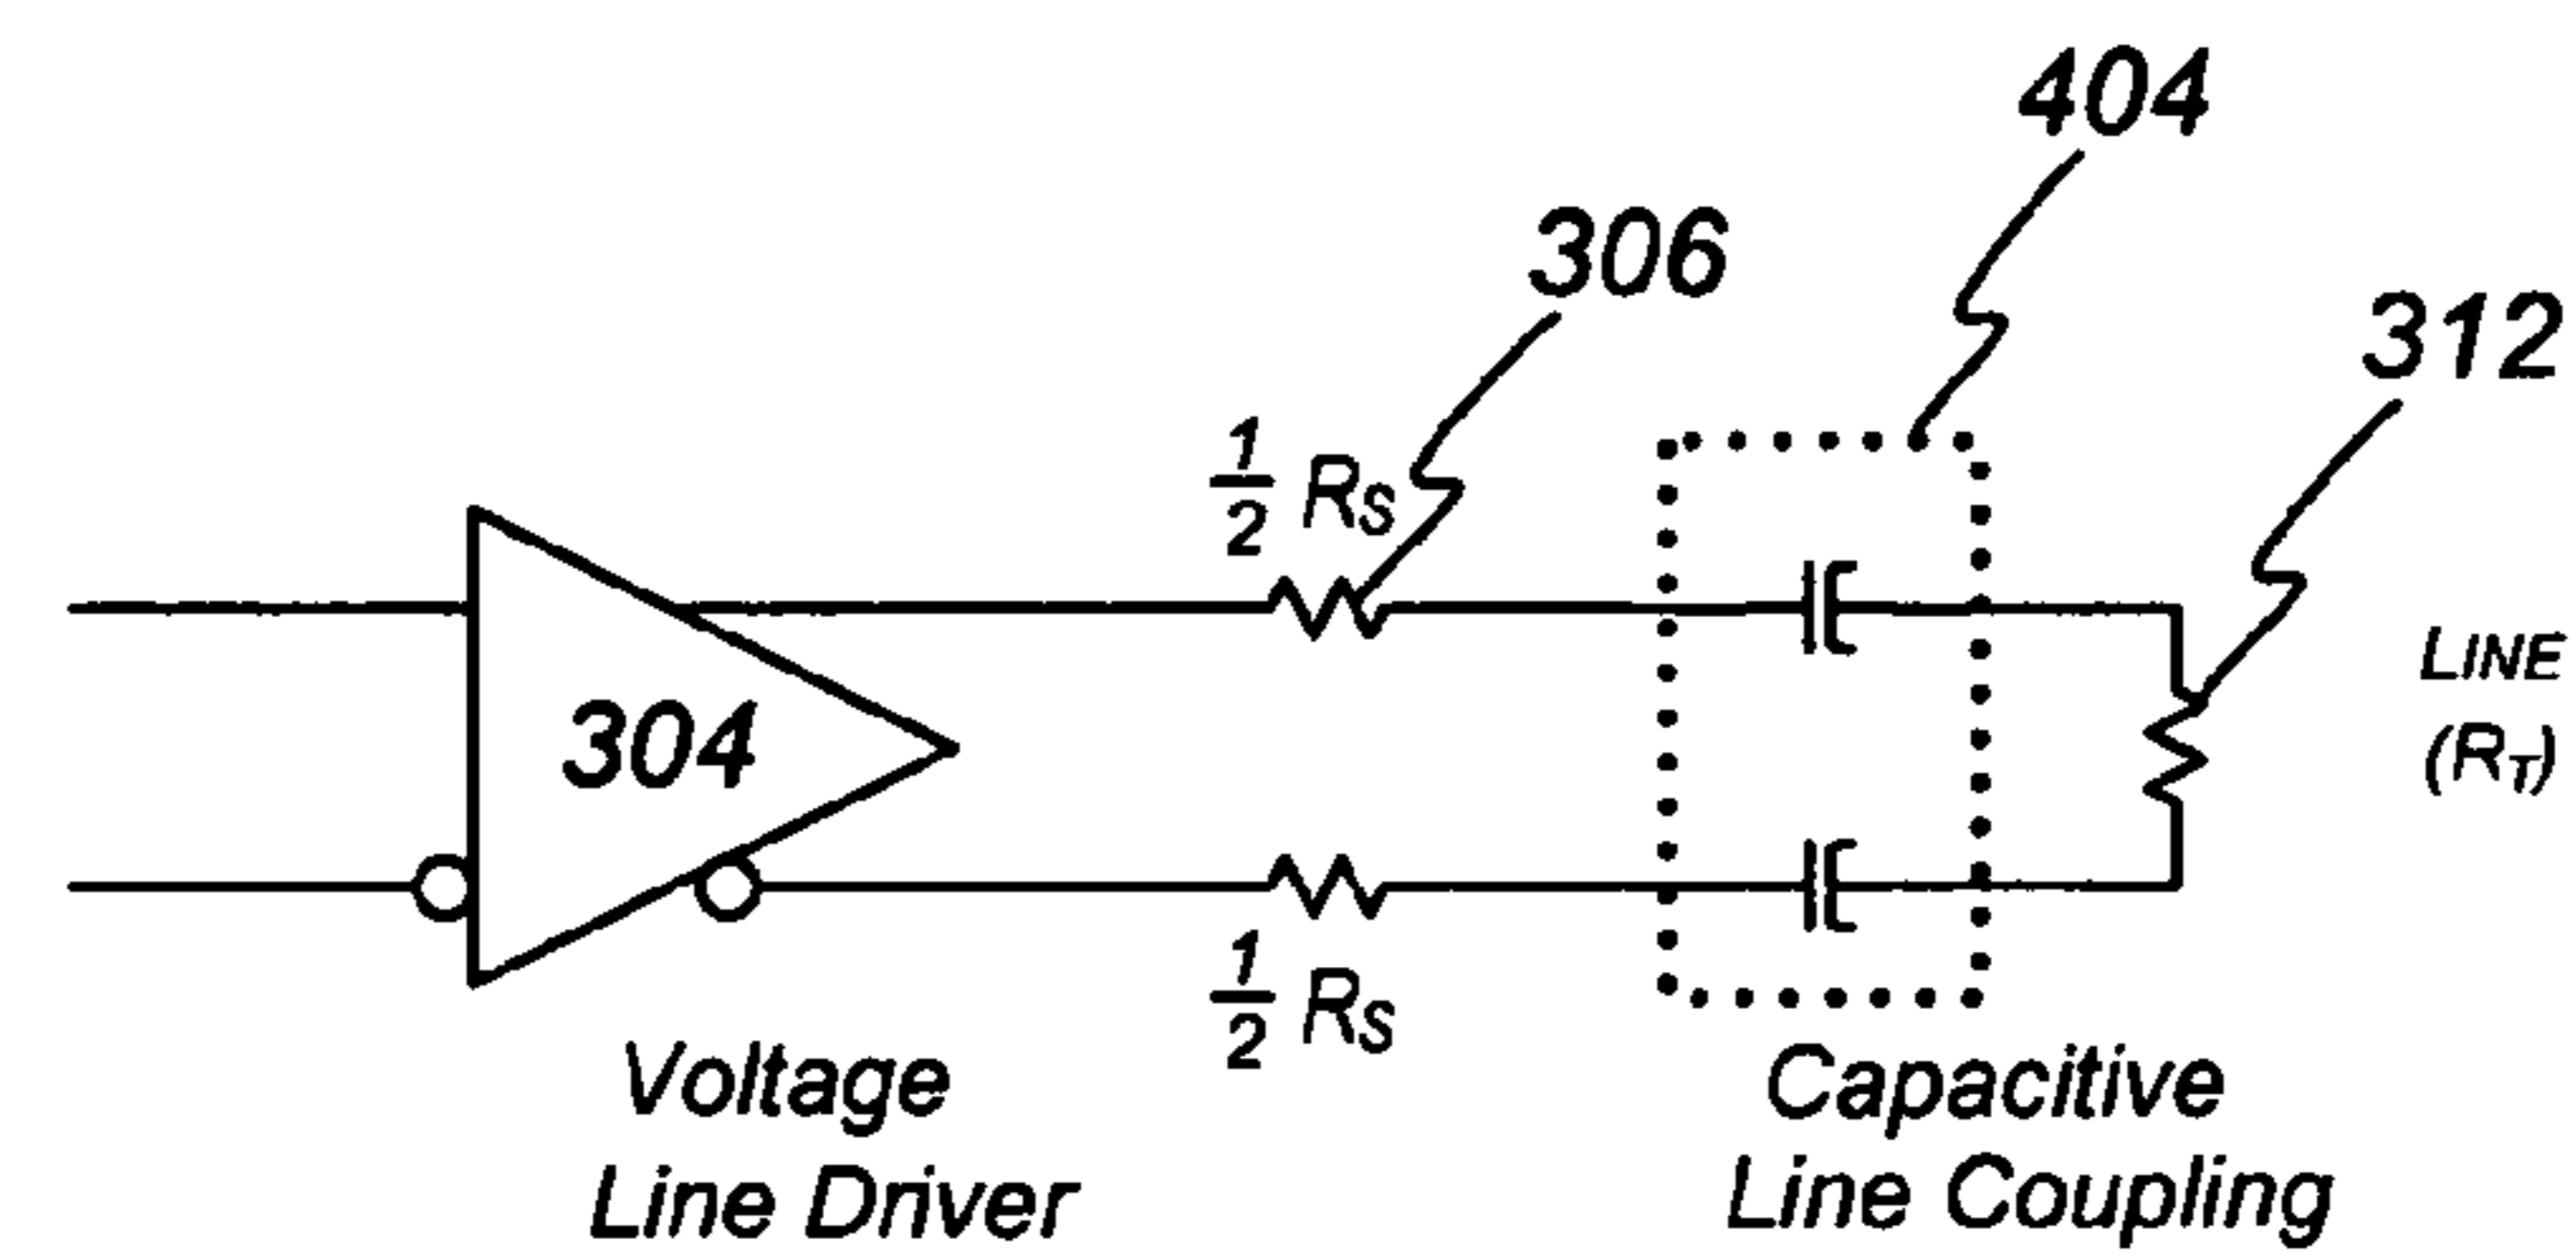 404
306
312
1/2 RS
LINE
(RT)
304
1/2 RS
Voltage
Line Driver
Capacitive
Line Coupling